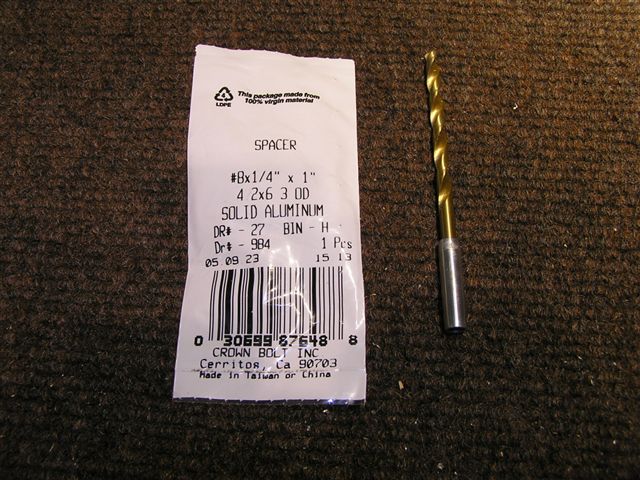 4
LDPE
This package made from
100% virgin material
SPACER
#8x1/4" x 1"
4 2x6 3 OD
SOLID ALUMINUM
DR# - 27 BIN - H
Dr# - 984 1 Pcs
05 09 23 15 13
0 30699 87648 8
CROWN BOLT INC
Cerritos, Ca 90703
Made in Taiwan or China